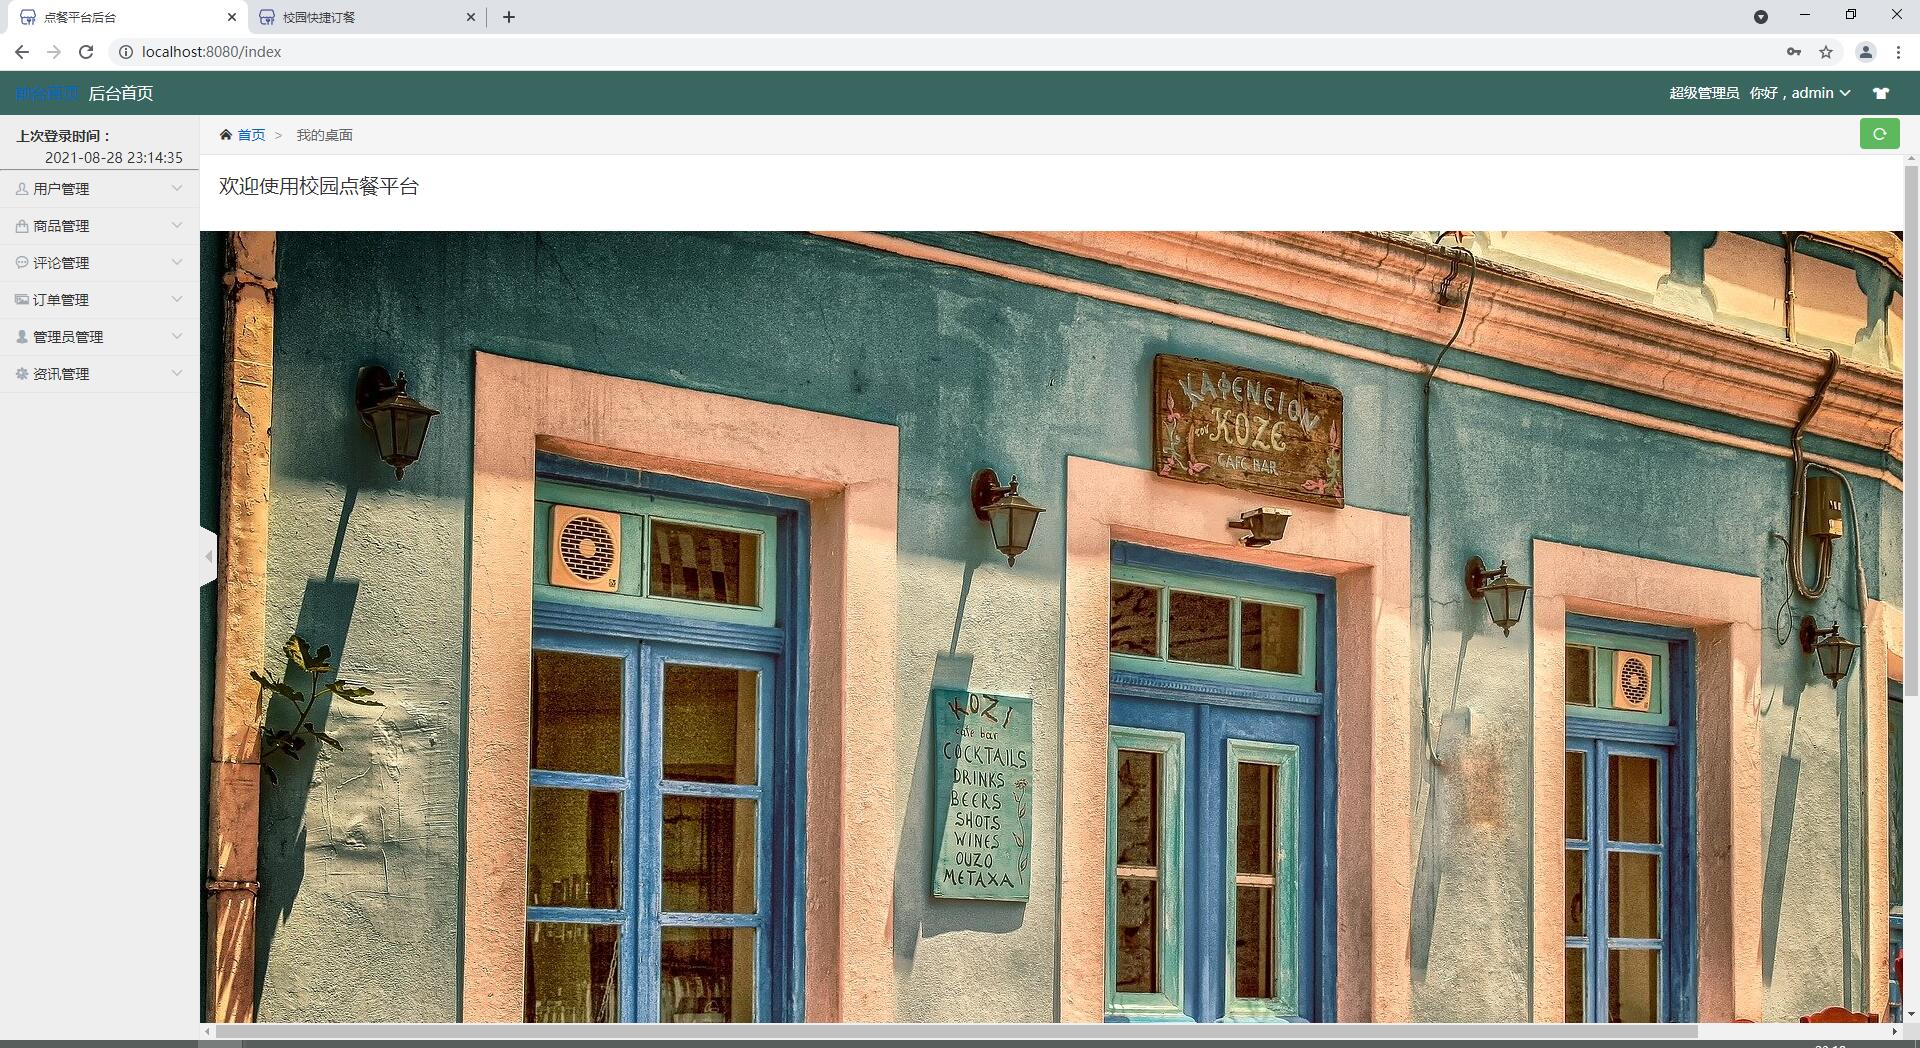 点餐平台后台
校园快捷订餐
localhost:8080/index
前台首页 后台首页
超级管理员 你好，admin
上次登录时间：
2021-08-28 23:14:35
首页 > 我的桌面
用户管理
商品管理
评论管理
订单管理
管理员管理
资讯管理
欢迎使用校园点餐平台
ΚΑΦΕΝΕΙΟΝ
του ΚΟΖΕ
CAFE BAR
KOZI
cafe bar
COCKTAILS
DRINKS
BEERS
SHOTS
WINES
OUZO
METAXA